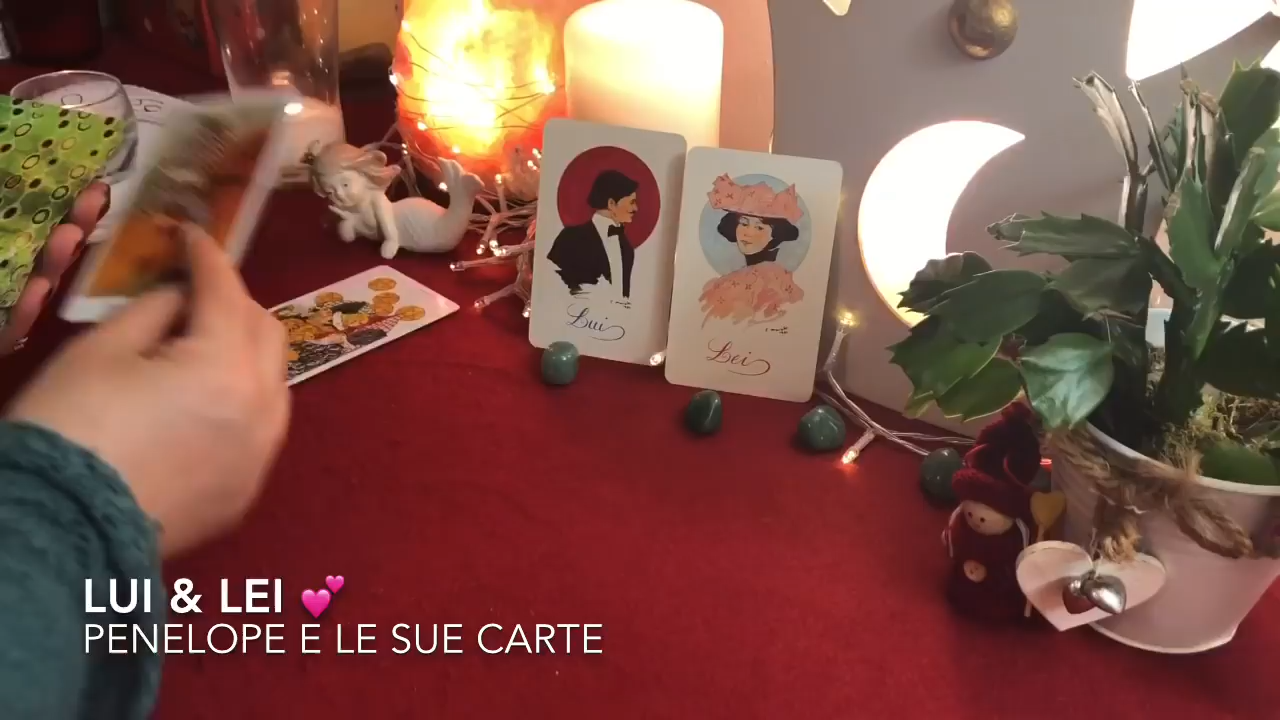 Lui
Lei
LUI & LEI 💕
PENELOPE E LE SUE CARTE